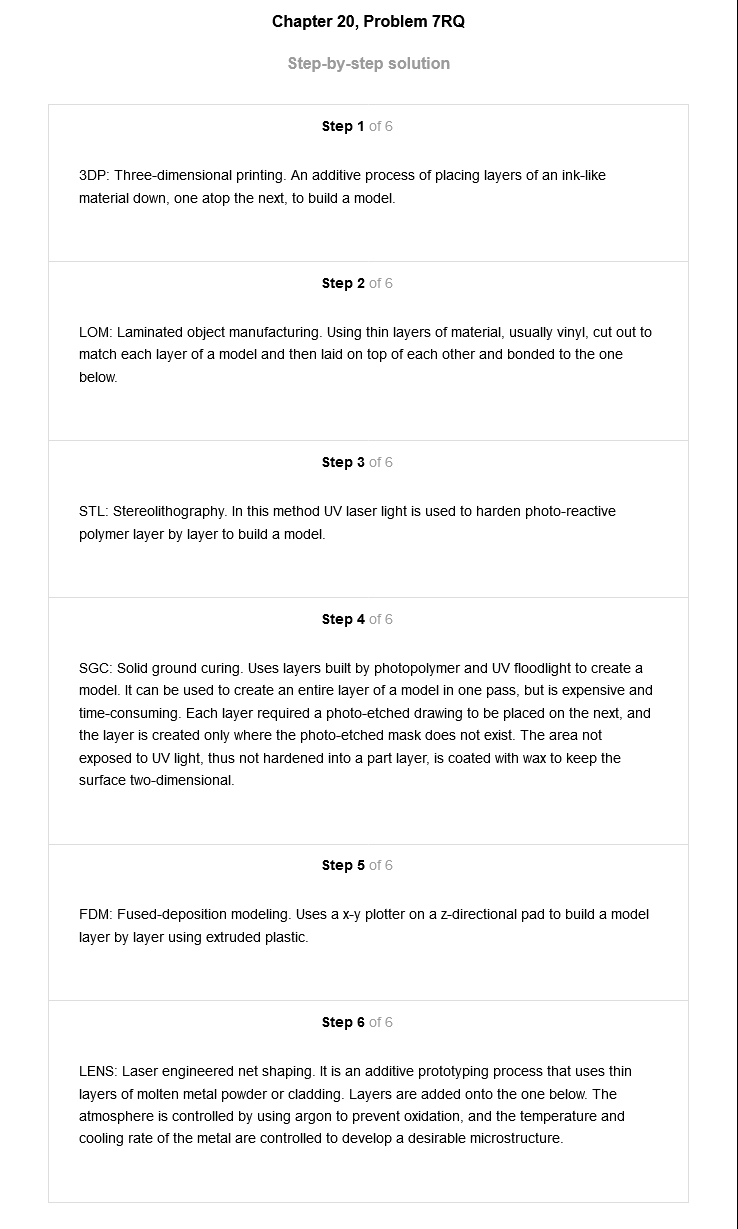 Chapter 20, Problem 7RQ
Step-by-step solution
Step 1 of 6
3DP: Three-dimensional printing. An additive process of placing layers of an ink-like
material down, one atop the next, to build a model.
Step 2 of 6
LOM: Laminated object manufacturing. Using thin layers of material, usually vinyl, cut out to
match each layer of a model and then laid on top of each other and bonded to the one
below.
Step 3 of 6
STL: Stereolithography. In this method UV laser light is used to harden photo-reactive
polymer layer by layer to build a model.
Step 4 of 6
SGC: Solid ground curing. Uses layers built by photopolymer and UV floodlight to create a
model. It can be used to create an entire layer of a model in one pass, but is expensive and
time-consuming. Each layer required a photo-etched drawing to be placed on the next, and
the layer is created only where the photo-etched mask does not exist. The area not
exposed to UV light, thus not hardened into a part layer, is coated with wax to keep the
surface two-dimensional.
Step 5 of 6
FDM: Fused-deposition modeling. Uses a x-y plotter on a z-directional pad to build a model
layer by layer using extruded plastic.
Step 6 of 6
LENS: Laser engineered net shaping. It is an additive prototyping process that uses thin
layers of molten metal powder or cladding. Layers are added onto the one below. The
atmosphere is controlled by using argon to prevent oxidation, and the temperature and
cooling rate of the metal are controlled to develop a desirable microstructure.